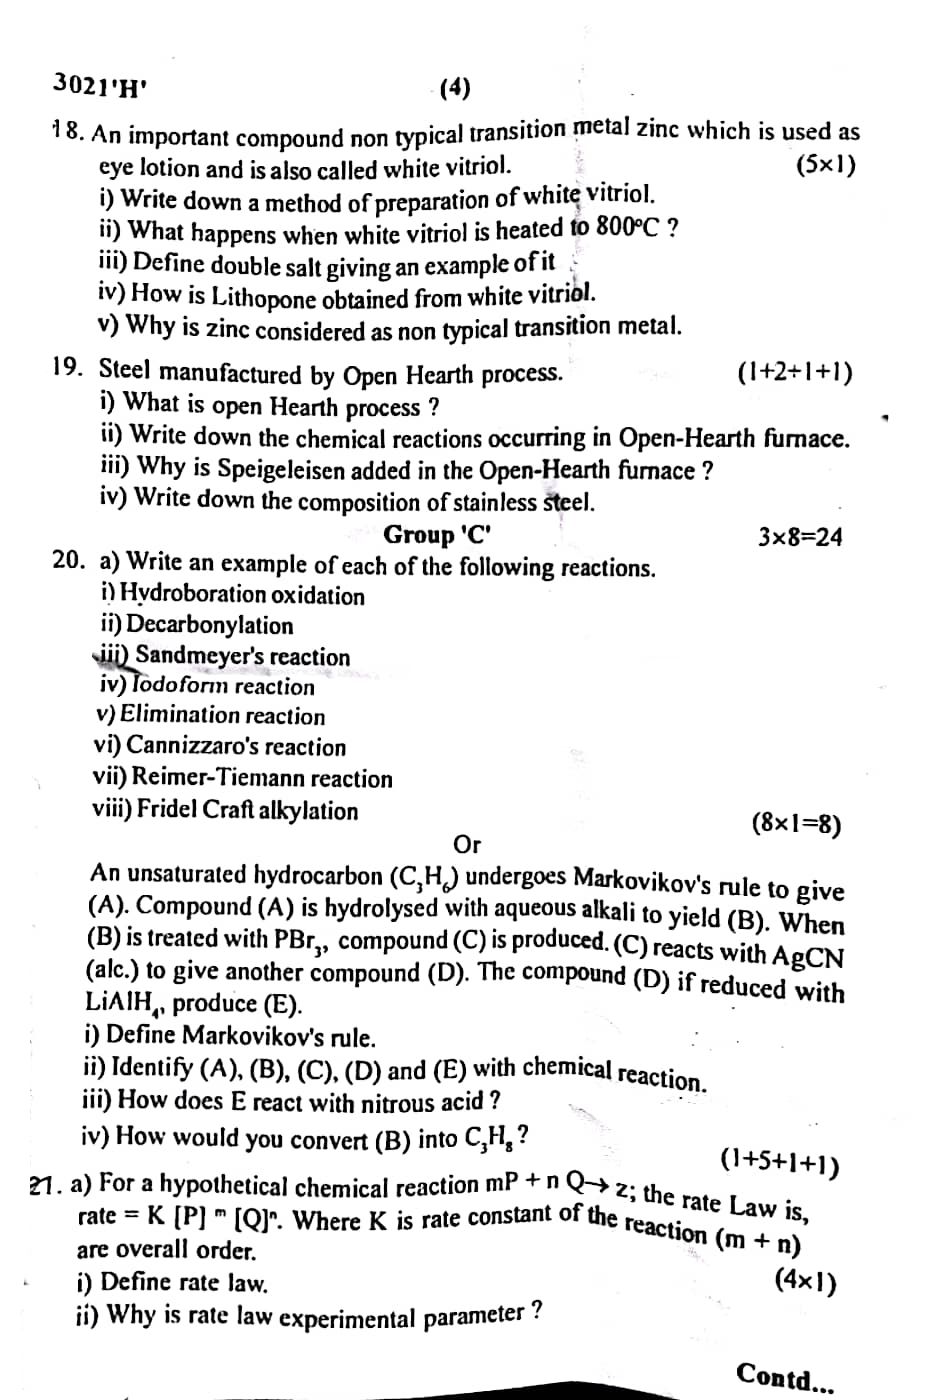 3021'H'
(4)
18. An important compound non typical transition metal zinc which is used as
eye lotion and is also called white vitriol. (5×1)
i) Write down a method of preparation of white vitriol.
ii) What happens when white vitriol is heated to 800°C ?
iii) Define double salt giving an example of it
iv) How is Lithopone obtained from white vitriol.
v) Why is zinc considered as non typical transition metal.
19. Steel manufactured by Open Hearth process. (1+2+1+1)
i) What is open Hearth process ?
ii) Write down the chemical reactions occurring in Open-Hearth furnace.
iii) Why is Speigeleisen added in the Open-Hearth furnace ?
iv) Write down the composition of stainless steel.
Group 'C' 3×8=24
20. a) Write an example of each of the following reactions.
i) Hydroboration oxidation
ii) Decarbonylation
iii) Sandmeyer's reaction
iv) Iodoform reaction
v) Elimination reaction
vi) Cannizzaro's reaction
vii) Reimer-Tiemann reaction
viii) Fridel Craft alkylation
(8×1=8)
Or
An unsaturated hydrocarbon (C₃H₆) undergoes Markovikov's rule to give
(A). Compound (A) is hydrolysed with aqueous alkali to yield (B). When
(B) is treated with PBr₃, compound (C) is produced. (C) reacts with AgCN
(alc.) to give another compound (D). The compound (D) if reduced with
LiAlH₄, produce (E).
i) Define Markovikov's rule.
ii) Identify (A), (B), (C), (D) and (E) with chemical reaction.
iii) How does E react with nitrous acid ?
iv) How would you convert (B) into C₃H₈ ?
(1+5+1+1)
21. a) For a hypothetical chemical reaction mP + n Q→ z; the rate Law is,
rate = K [P] ᵐ [Q]ⁿ. Where K is rate constant of the reaction (m + n)
are overall order.
(4×1)
i) Define rate law.
ii) Why is rate law experimental parameter ?
Contd...